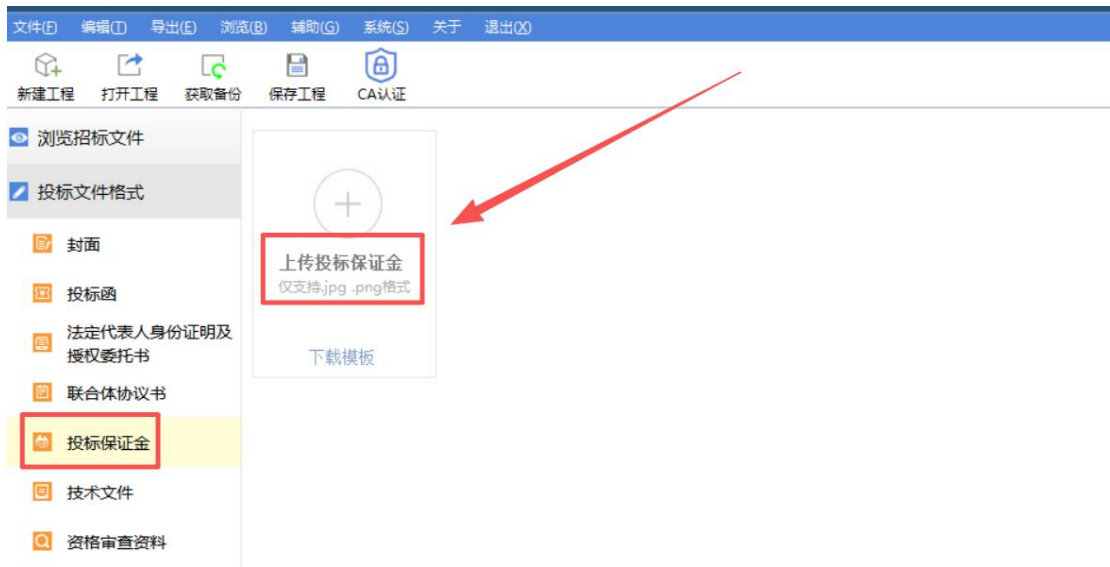 文件(F) 编辑(T) 导出(E) 浏览(B) 辅助(G) 系统(S) 关于 退出(X)
新建工程 打开工程 获取备份 保存工程 CA认证
浏览招标文件
投标文件格式
封面
投标函
法定代表人身份证明及
授权委托书
联合体协议书
投标保证金
技术文件
资格审查资料
上传投标保证金
仅支持.jpg .png格式
下载模板